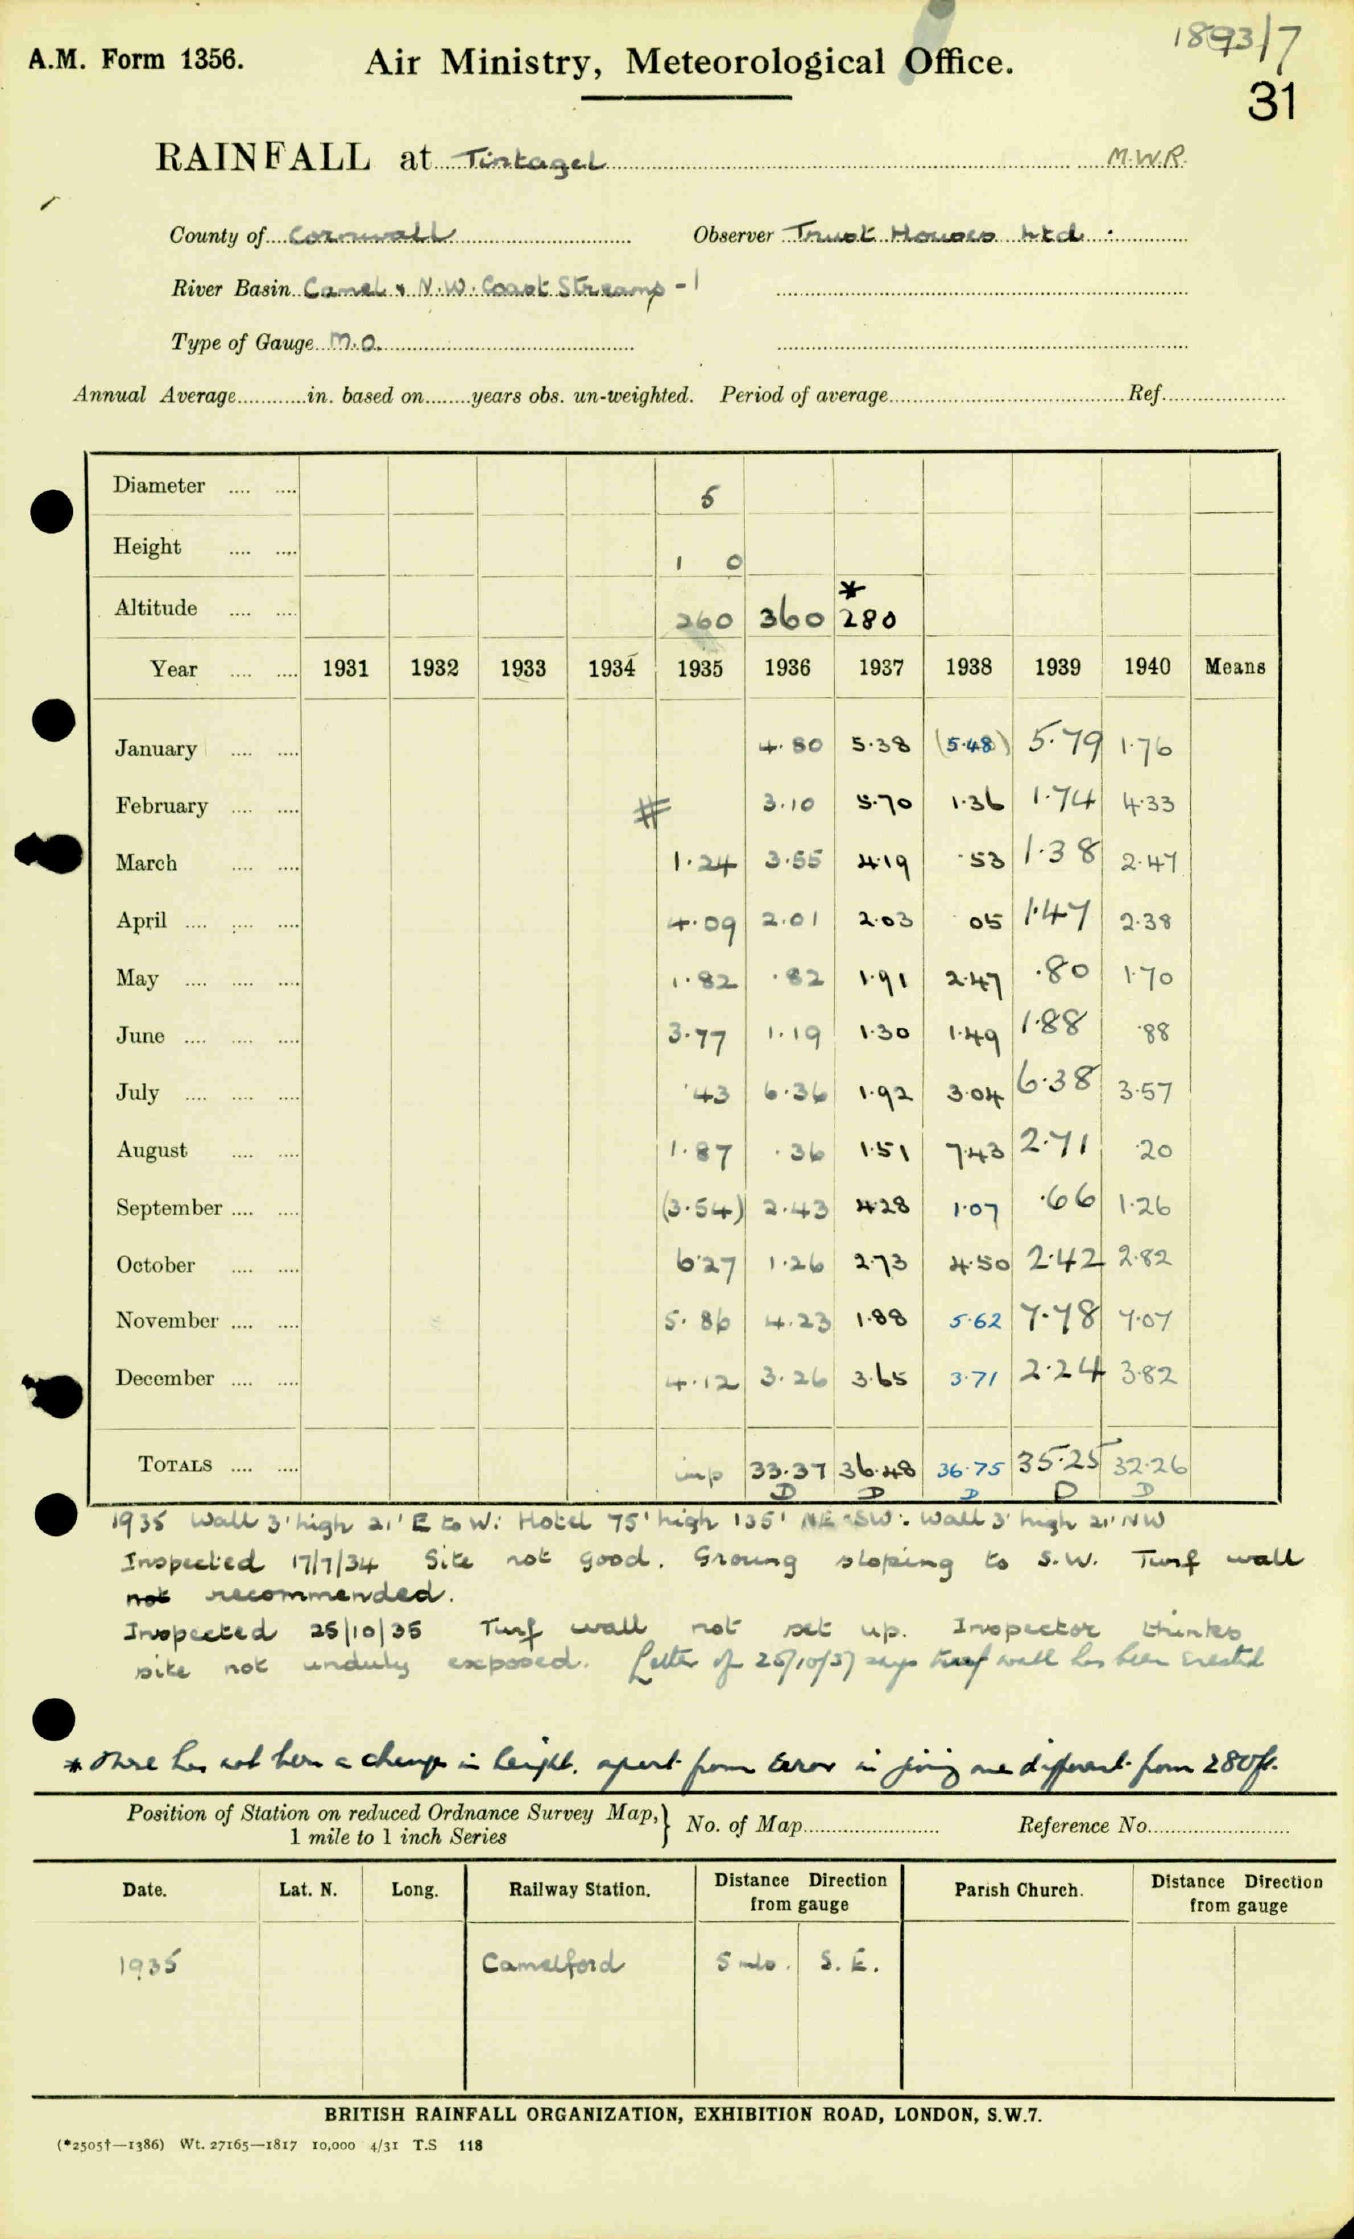 1893/7
A.M. Form 1356. Air Ministry, Meteorological Office.
31
RAINFALL at Tintagel M.W.R.
County of Cornwall Observer Trust Houses Ltd.
River Basin Camel & N.W. Coast Streams - 1
Type of Gauge M.O.
Annual Average............in. based on........years obs. un-weighted. Period of average............Ref............
Diameter .... .... 5
Height .... .... 1 0
*
Altitude .... .... 260 360 280
Year .... .... 1931 1932 1933 1934 1935 1936 1937 1938 1939 1940 Means
January .... .... 4.80 5.38 (5.48) 5.79 1.76
February .... .... # 3.10 5.70 1.36 1.74 4.33
March .... .... 1.24 3.55 4.19 .53 1.38 2.47
April .... .... .... 4.09 2.01 2.03 05 1.47 2.38
May .... .... .... 1.82 .82 1.91 2.47 .80 1.70
June .... .... .... 3.77 1.19 1.30 1.49 1.88 .88
July .... .... .... .43 6.36 1.92 3.04 6.38 3.57
August .... .... 1.87 .36 1.51 7.43 2.71 .20
September .... .... (3.54) 2.43 4.28 1.07 .66 1.26
October .... .... 6.27 1.26 2.73 4.50 2.42 2.82
November .... .... 5.86 4.23 1.88 5.62 7.78 7.07
December .... .... 4.12 3.26 3.65 3.71 2.24 3.82
TOTALS .... .... imp 33.37 36.48 36.75 35.25 32.26
D D D D D
1935 Wall 3' high 21' E to W: Hotel 75' high 135' NE-SW: Wall 3' high 21' NW
Inspected 17/7/34 Site not good. Groung sloping to S.W. Turf wall
not recommended.
Inspected 25/10/35 Turf wall not set up. Inspector thinks
site not unduly exposed. Letter of 25/10/37 says turf wall has been erected
* There has not been a change in height, apart from error in giving one different from 280ft.
Position of Station on reduced Ordnance Survey Map, } No. of Map............ Reference No............
1 mile to 1 inch Series
Date. Lat. N. Long. Railway Station. Distance Direction from gauge Parish Church. Distance Direction from gauge
1935 Camelford 5 mls. S.E.
BRITISH RAINFALL ORGANIZATION, EXHIBITION ROAD, LONDON, S.W.7.
(*2505†—1386) Wt. 27165—1817 10,000 4/31 T.S 118